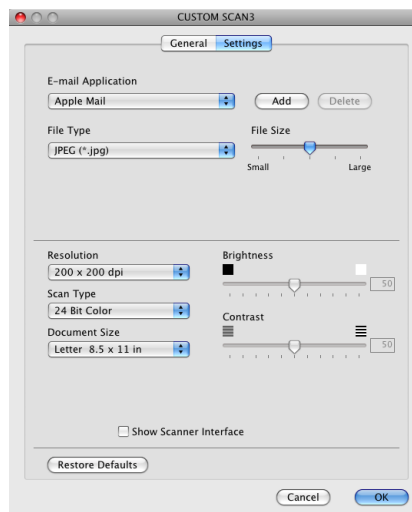 CUSTOM SCAN3
General Settings
E-mail Application
Apple Mail Add Delete
File Type File Size
JPEG (*.jpg)
Small Large
Resolution Brightness
200 x 200 dpi
50
Scan Type
24 Bit Color
Contrast
Document Size
Letter 8.5 x 11 in 50
Show Scanner Interface
Restore Defaults
Cancel OK